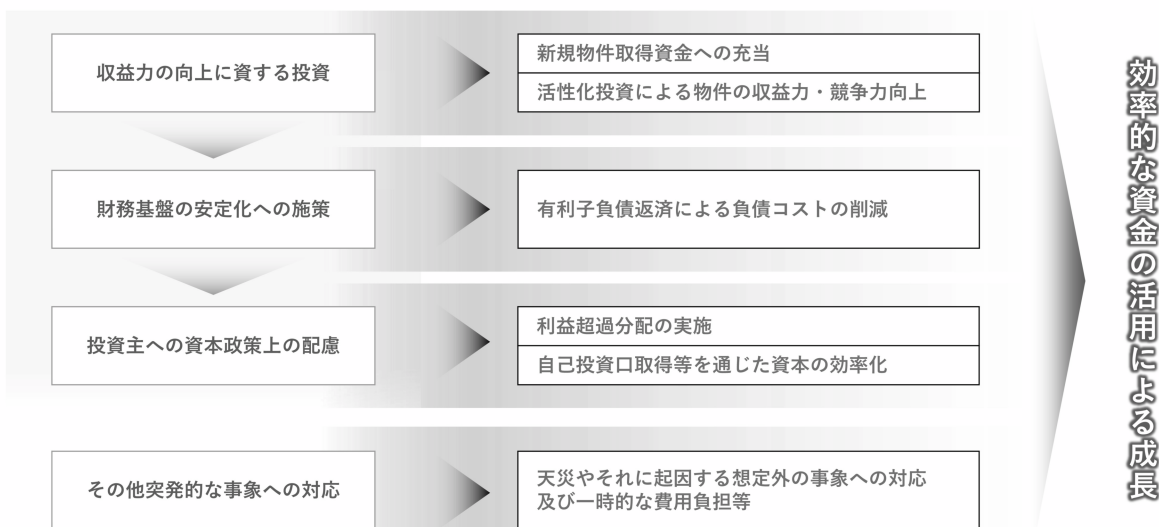 収益力の向上に資する投資
新規物件取得資金への充当
活性化投資による物件の収益力・競争力向上
財務基盤の安定化への施策
有利子負債返済による負債コストの削減
投資主への資本政策上の配慮
利益超過分配の実施
自己投資口取得等を通じた資本の効率化
その他突発的な事象への対応
天災やそれに起因する想定外の事象への対応
及び一時的な費用負担等
効率的な資金の活用による成長